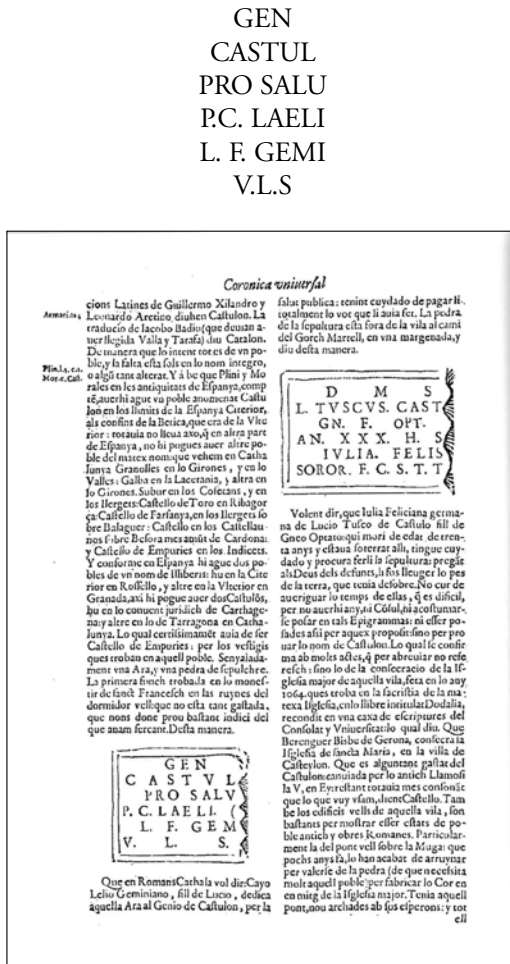 GEN
CASTUL
PRO SALU
P.C. LAELI
L. F. GEMI
V.L.S
Coronica vniuerſal
cions Latines de Guillermo Xilandro y
Leonardo Aretino, diuhen Caſtulon. La
traducio de Iacobo Badio (que deuian a-
uer llegida Valla y Tarafa) diu Catalon.
De manera que lo intent tot es de vn po-
ble, y la falta eſta ſols en lo nom integro,
o algũ tant alterat. Y à be que Plini y Mo
rales en les antiquitats de Eſpanya, comp
tẽ, auerhi agut vn poble anomenat Caſtu
lon en los limits de la Eſpanya Citerior,
als confins de la Betica, que era de la Vlte
rior : totauia no lleua axo, q̃ en altra part
de Eſpanya, no hi pogues auer altre po-
ble del matex nom: que vehem en Catha
lunya Granolles en lo Girones, y en lo
Valles : Galba en la Lacetania, y altra en
lo Girones. Subur en los Coſetans, y en
los Ilergets: Caſtello de Toro en Ribagor
ça: Caſtello de Farfanya, en los Ilergets ſo
bre Balaguer : Caſtello en los Caſtellau-
nos ſobre Beſora mes amũt de Cardona:
y Caſtello de Empuries en los Indicets.
Y conforme en Eſpanya hi ague dos po-
bles de vn nom de Illiberis: hu en la Cite
rior en Roſſello, y altre en la Vlterior en
Granada, axi hi pogue auer dos Caſtulõs,
hu en lo conuent juridich de Carthage-
na: y altre en lo de Tarragona en Catha-
lunya. Lo qual certiſsimamẽt auia de ſer
Caſtello de Empuries : per los veſtigis
ques troban en aquell poble. Senyalada-
ment vna Ara, y vna pedra de ſepulchre.
La primera fonch trobada en lo moneſ-
tir de ſanct Franceſch en las ruynes del
dormidor vell: que no eſta tant gaſtada,
que nons done prou baſtant indici del
que anam ſercant. Deſta manera.
GEN
CASTVL
PRO SALV
P. C. LAELI.
L. F. GEM
V. L. S.
Que en Romans Cathala vol dir: Cayo
Lelio Geminiano, fill de Lucio, dedica
aquella Ara al Genio de Caſtulon, per la
ſalut publica : tenint cuydado de pagar li-
totalment lo vot que li auia fet. La pedra
de la ſepultura eſta fora de la vila al cami
del Gorch Marrell, en vna margenada, y
diu deſta manera.
D M S
L. TVSCVS. CAST
GN. F. OPT.
AN. XXX. H. S
IVLIA. FELIS
SOROR. F. C. S. T. T
Volent dir, que Iulia Feliciana germa-
na de Lucio Tuſco de Caſtulo fill de
Gneo Optato: qui mori de edat de tren-
ta anys y eſtaua ſoterrat alli, tingue cuy-
dado y procura ferli la ſepultura: pregãt
als Deus dels defunts, li fos lleuger lo pes
de la terra, que tenia deſobre. No cur de
aueriguar lo temps de ellas, q̃ es dificil,
per no auerhi any, ni Cõſul, ni acoſtumar-
ſe poſar en tals Epigrammas: ni eſſer po-
ſades aſsi per aquex propoſit: ſino per pro
uar lo nom de Caſtulon. Lo qual ſe confir
ma ab molts actes, q̃ per abreuiar no refe
reſch : ſino lo de la conſecracio de la Iſ-
gleſia major de aquella vila, feta en lo any
1064. ques troba en la ſacriſtia de la ma-
texa Iſgleſia, en lo llibre intitulat Dodalia,
recondit en vna caxa de eſcriptures del
Conſolat y Vniuerſitat: lo qual diu. Que
Berenguer Bisbe de Gerona, conſecra la
Iſgleſia de ſancta Maria, en la villa de
Caſteylon. Que es algun tant gaſtat del
Caſtulon: canuiada per lo antich Llamoſi
la V, en Ey: reſtant totauia mes conſonãt
que lo que vuy vſam, dient Caſtello. Tam
be los edificis vells de aquella vila, ſon
baſtants per moſtrar eſſer eſtats de po-
ble antich y obres Romanes. Particular-
ment la del pont vell ſobre la Muga: que
pochs anys fa, lo han acabat de arruynar
per valerſe de la pedra (de que neceſsita
molt aquell poble) per fabricar lo Cor en
en mitg de la Iſgleſia major. Tenia aquell
pont, nou archades ab ſos eſperons: y tot
ell